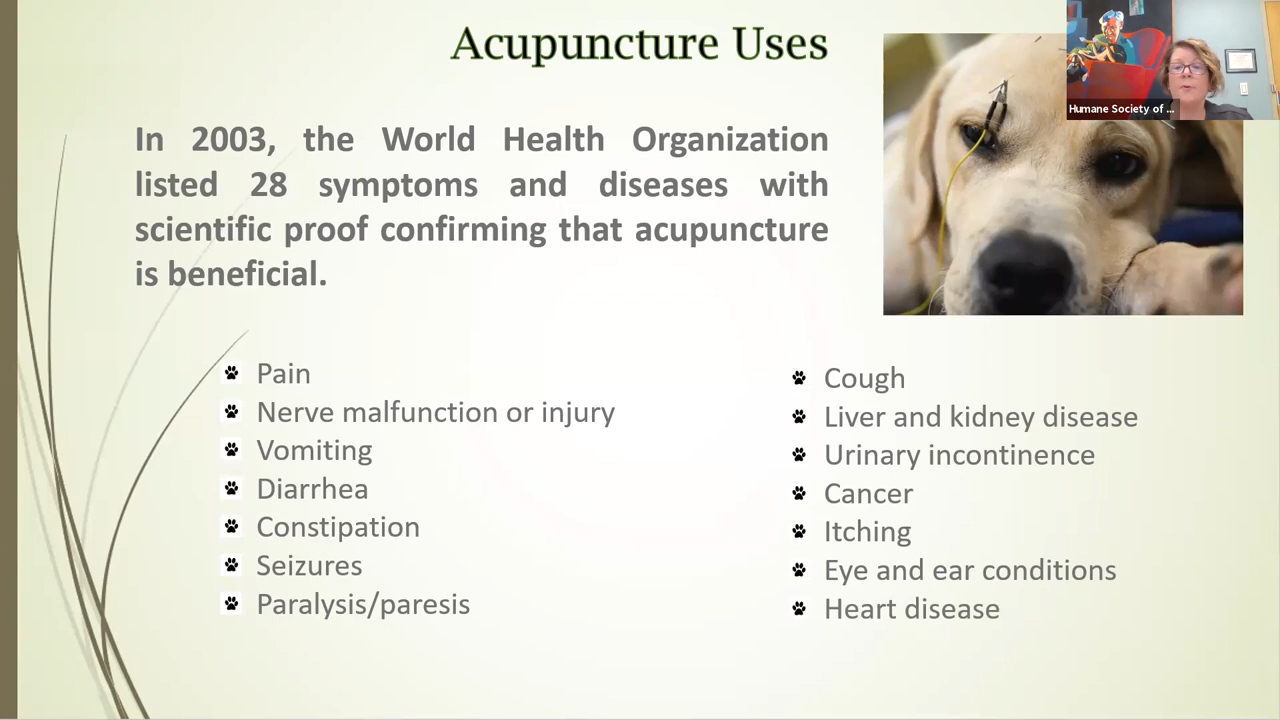 Acupuncture Uses
Humane Society of ...
In 2003, the World Health Organization
listed 28 symptoms and diseases with
scientific proof confirming that acupuncture
is beneficial.
Pain
Nerve malfunction or injury
Vomiting
Diarrhea
Constipation
Seizures
Paralysis/paresis
Cough
Liver and kidney disease
Urinary incontinence
Cancer
Itching
Eye and ear conditions
Heart disease